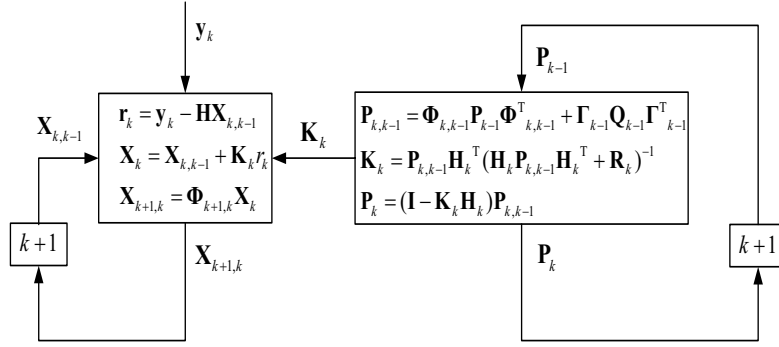 y_k
P_{k-1}
r_k = y_k − HX_{k,k-1}
X_k = X_{k,k-1} + K_k r_k
X_{k+1,k} = Φ_{k+1,k} X_k
X_{k,k-1}
K_k
P_{k,k-1} = Φ_{k,k-1} P_{k-1} Φ^T_{k,k-1} + Γ_{k-1} Q_{k-1} Γ^T_{k-1}
K_k = P_{k,k-1} H_k^T (H_k P_{k,k-1} H_k^T + R_k)^{-1}
P_k = (I − K_k H_k) P_{k,k-1}
k+1
X_{k+1,k}
P_k
k+1